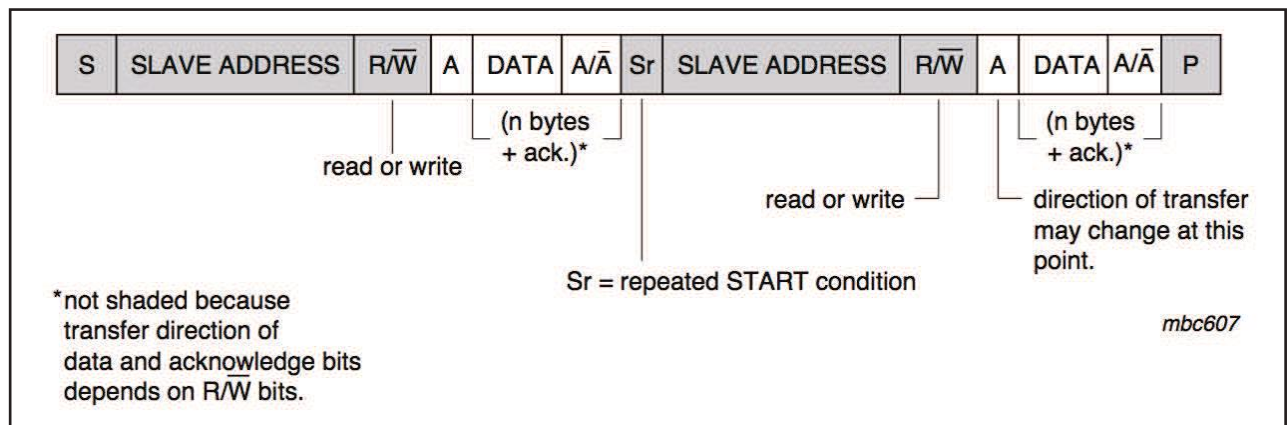 S SLAVE ADDRESS R/W̅ A DATA A/A̅ Sr SLAVE ADDRESS R/W̅ A DATA A/A̅ P
(n bytes
+ ack.)*
(n bytes
+ ack.)*
read or write
read or write
direction of transfer
may change at this
point.
Sr = repeated START condition
*not shaded because
transfer direction of
data and acknowledge bits
depends on R/W̅ bits.
mbc607